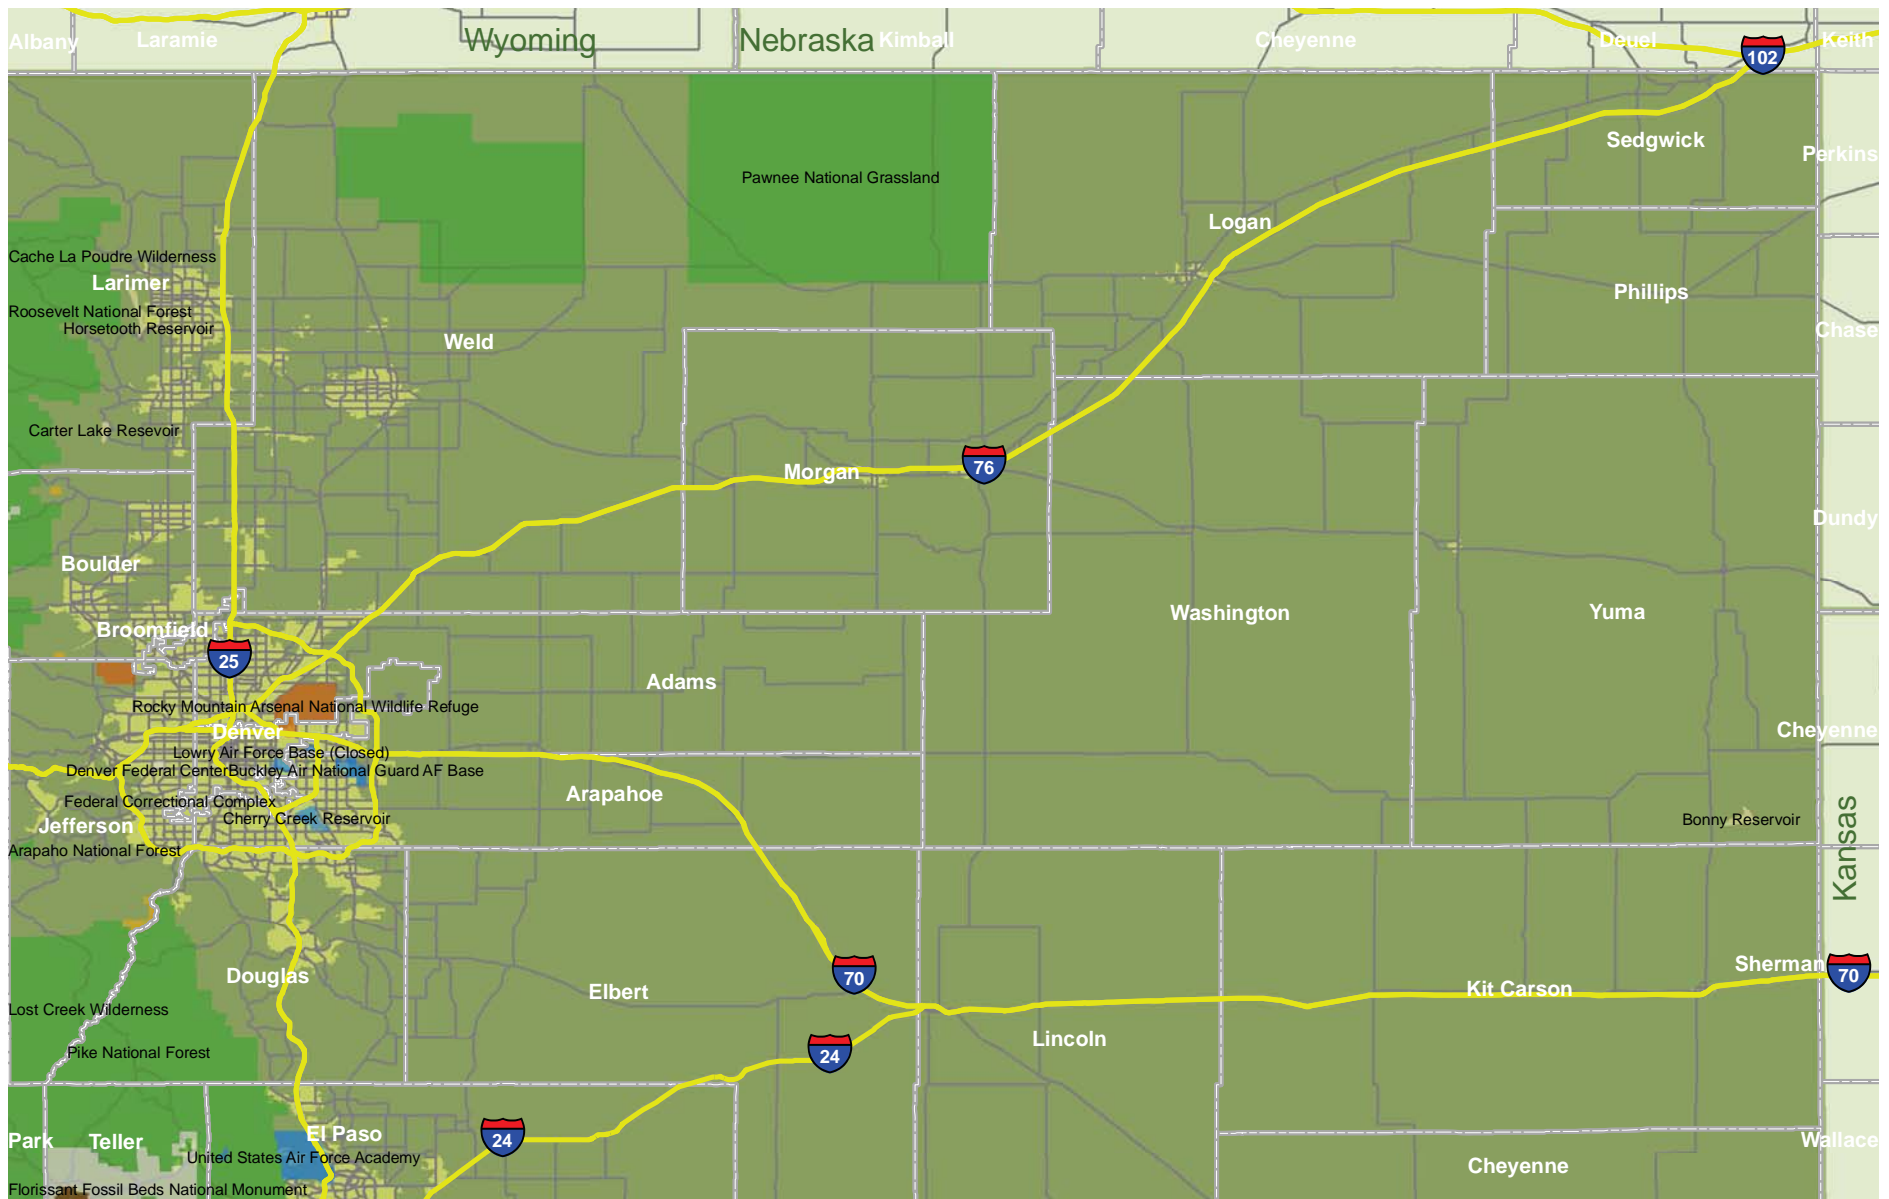 Albany
Laramie
Wyoming
Nebraska
Kimball
Cheyenne
Deuel
Keith
102
Sedgwick
Perkins
Pawnee National Grassland
Logan
Cache La Poudre Wilderness
Larimer
Phillips
Roosevelt National Forest
Horsetooth Reservoir
Weld
Chase
Carter Lake Resevoir
Morgan
76
Dundy
Boulder
Washington
Yuma
Broomfield
25
Adams
Rocky Mountain Arsenal National Wildlife Refuge
Denver
Cheyenne
Lowry Air Force Base (Closed)
Denver Federal Center
Buckley Air National Guard AF Base
Arapahoe
Federal Correctional Complex
Cherry Creek Reservoir
Bonny Reservoir
Jefferson
Kansas
Arapaho National Forest
Douglas
70
Sherman
70
Elbert
Kit Carson
Lost Creek Wilderness
Lincoln
Pike National Forest
24
Park
Teller
El Paso
24
Wallace
United States Air Force Academy
Cheyenne
Florissant Fossil Beds National Monument